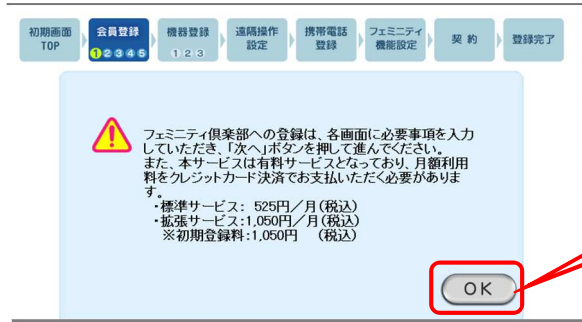 初期画面
TOP
会員登録
1 2 3 4 5
機器登録
1 2 3
遠隔操作
設定
携帯電話
登録
フェミニティ
機能設定
契 約
登録完了
フェミニティ倶楽部への登録は、各画面に必要事項を入力
していただき、「次へ」ボタンを押して進んでください。
また、本サービスは有料サービスとなっており、月額利用
料をクレジットカード決済でお支払いただく必要がありま
す。
・標準サービス: 525円/月(税込)
・拡張サービス:1,050円/月(税込)
※初期登録料:1,050円 (税込)
OK